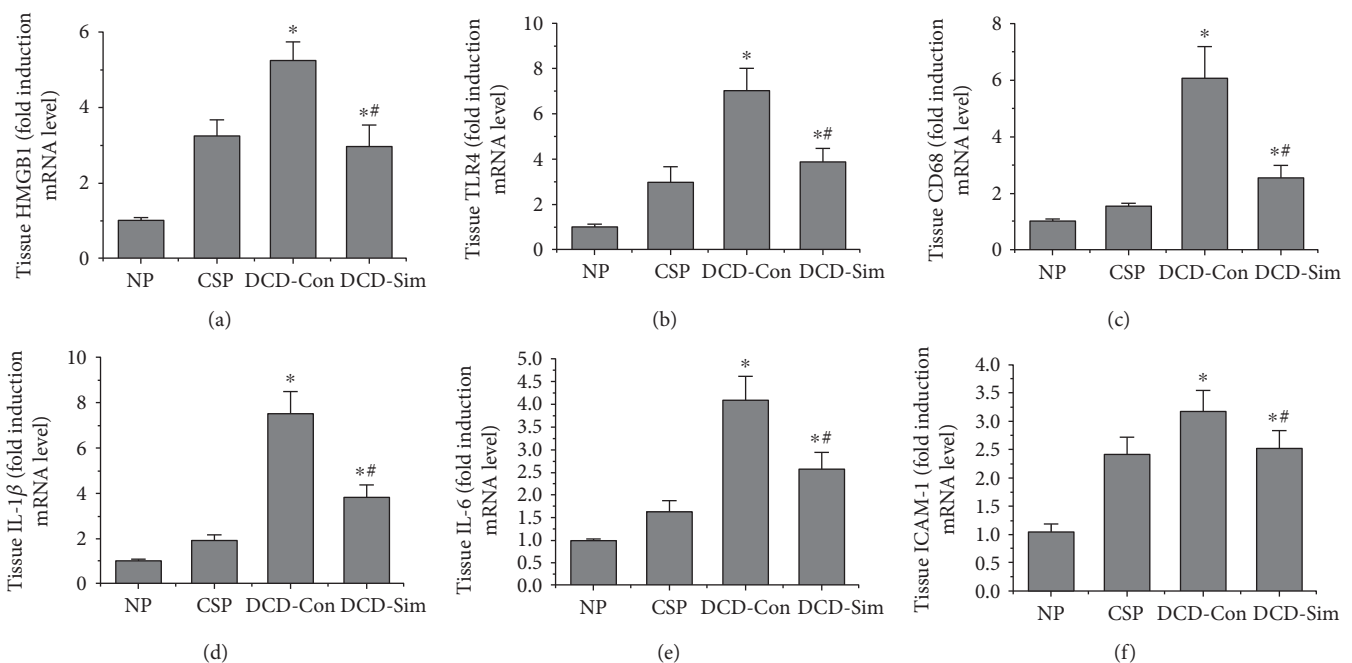 Tissue HMGB1 (fold induction
mRNA level)
6
4
2
0
*
*#
NP CSP DCD-Con DCD-Sim
(a)
Tissue TLR4 (fold induction
mRNA level)
10
8
6
4
2
0
*
*#
NP CSP DCD-Con DCD-Sim
(b)
Tissue CD68 (fold induction
mRNA level)
8
6
4
2
0
*
*#
NP CSP DCD-Con DCD-Sim
(c)
Tissue IL-1β (fold induction
mRNA level)
10
8
6
4
2
0
*
*#
NP CSP DCD-Con DCD-Sim
(d)
Tissue IL-6 (fold induction
mRNA level)
5.0
4.5
4.0
3.5
3.0
2.5
2.0
1.5
1.0
0.5
0.0
*
*#
NP CSP DCD-Con DCD-Sim
(e)
Tissue ICAM-1 (fold induction
mRNA level)
4.0
3.5
3.0
2.5
2.0
1.5
1.0
0.5
0.0
*
*#
NP CSP DCD-Con DCD-Sim
(f)